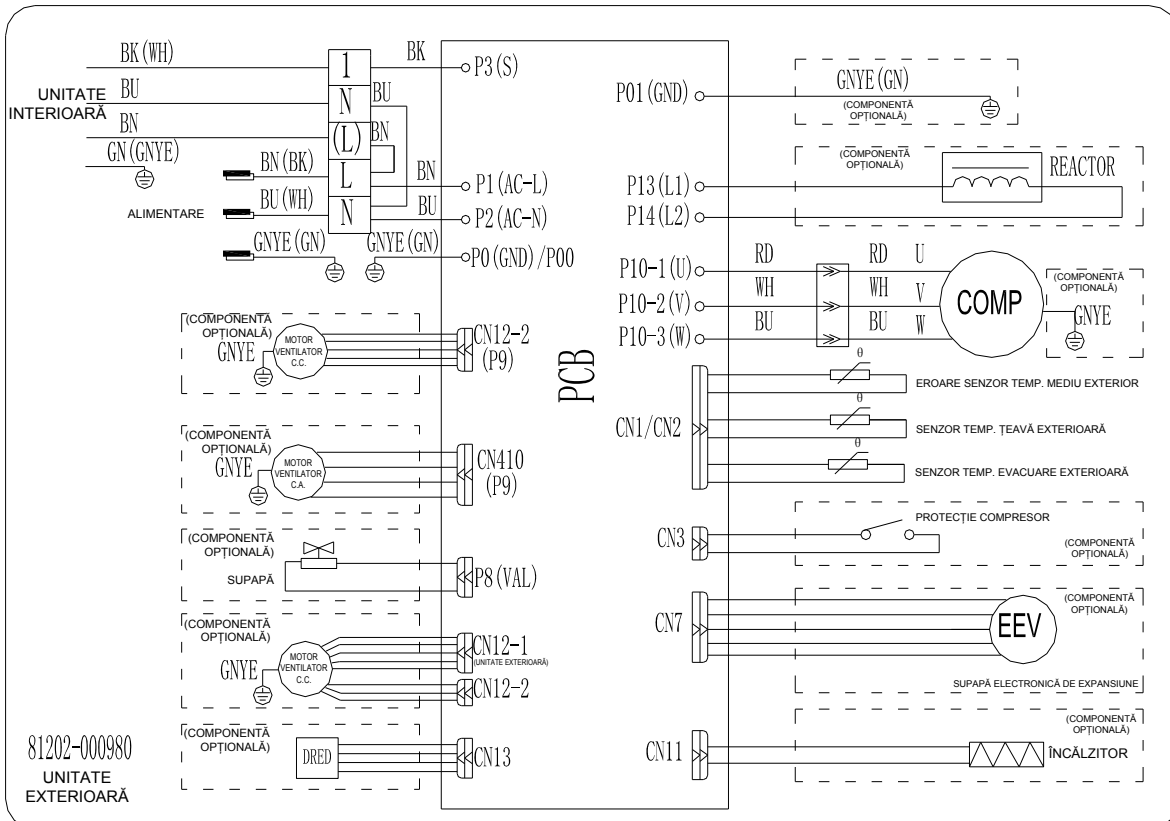 BK (WH)
1
BK
P3 (S)
UNITATE
INTERIOARĂ
BU
N
BU
BN
(L)
BN
GN (GNYE)
BN (BK)
L
BN
P1 (AC-L)
ALIMENTARE
BU (WH)
N
BU
P2 (AC-N)
GNYE (GN)
GNYE (GN)
P0 (GND) /P00
(COMPONENTĂ
OPȚIONALĂ)
GNYE
MOTOR
VENTILATOR
C.C.
CN12-2
(P9)
(COMPONENTĂ
OPȚIONALĂ)
GNYE
MOTOR
VENTILATOR
C.A.
CN410
(P9)
(COMPONENTĂ
OPȚIONALĂ)
SUPAPĂ
P8 (VAL)
(COMPONENTĂ
OPȚIONALĂ)
GNYE
MOTOR
VENTILATOR
C.C.
CN12-1
(UNITATE EXTERIOARĂ)
CN12-2
(COMPONENTĂ
OPȚIONALĂ)
DRED
CN13
81202-000980
UNITATE
EXTERIOARĂ
PCB
P01 (GND)
GNYE (GN)
(COMPONENTĂ
OPȚIONALĂ)
(COMPONENTĂ
OPȚIONALĂ)
REACTOR
P13 (L1)
P14 (L2)
P10-1 (U)
RD
RD
U
P10-2 (V)
WH
WH
V
P10-3 (W)
BU
BU
W
COMP
(COMPONENTĂ
OPȚIONALĂ)
GNYE
CN1/CN2
θ
EROARE SENZOR TEMP. MEDIU EXTERIOR
θ
SENZOR TEMP. ȚEAVĂ EXTERIOARĂ
θ
SENZOR TEMP. EVACUARE EXTERIOARĂ
CN3
PROTECȚIE COMPRESOR
(COMPONENTĂ
OPȚIONALĂ)
CN7
(COMPONENTĂ
OPȚIONALĂ)
EEV
SUPAPĂ ELECTRONICĂ DE EXPANSIUNE
CN11
(COMPONENTĂ
OPȚIONALĂ)
ÎNCĂLZITOR